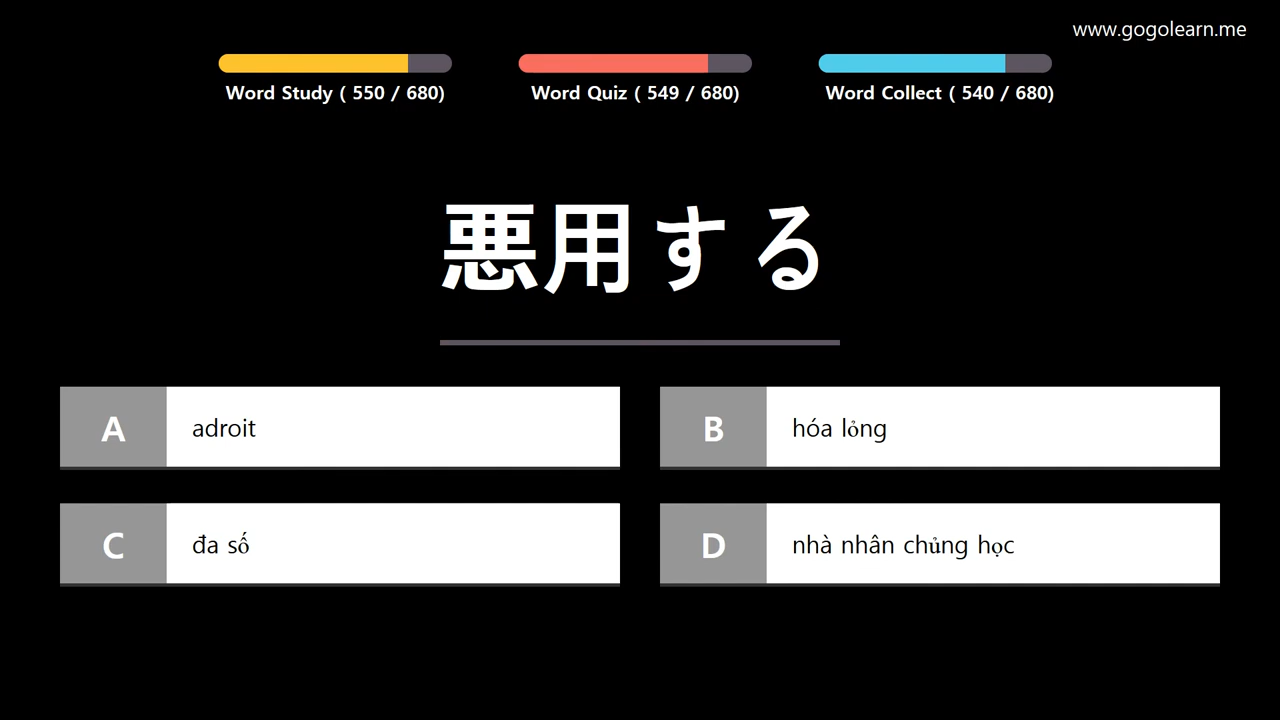 www.gogolearn.me
Word Study ( 550 / 680)
Word Quiz ( 549 / 680)
Word Collect ( 540 / 680)
悪用する
A adroit
B hóa lỏng
C đa số
D nhà nhân chủng học